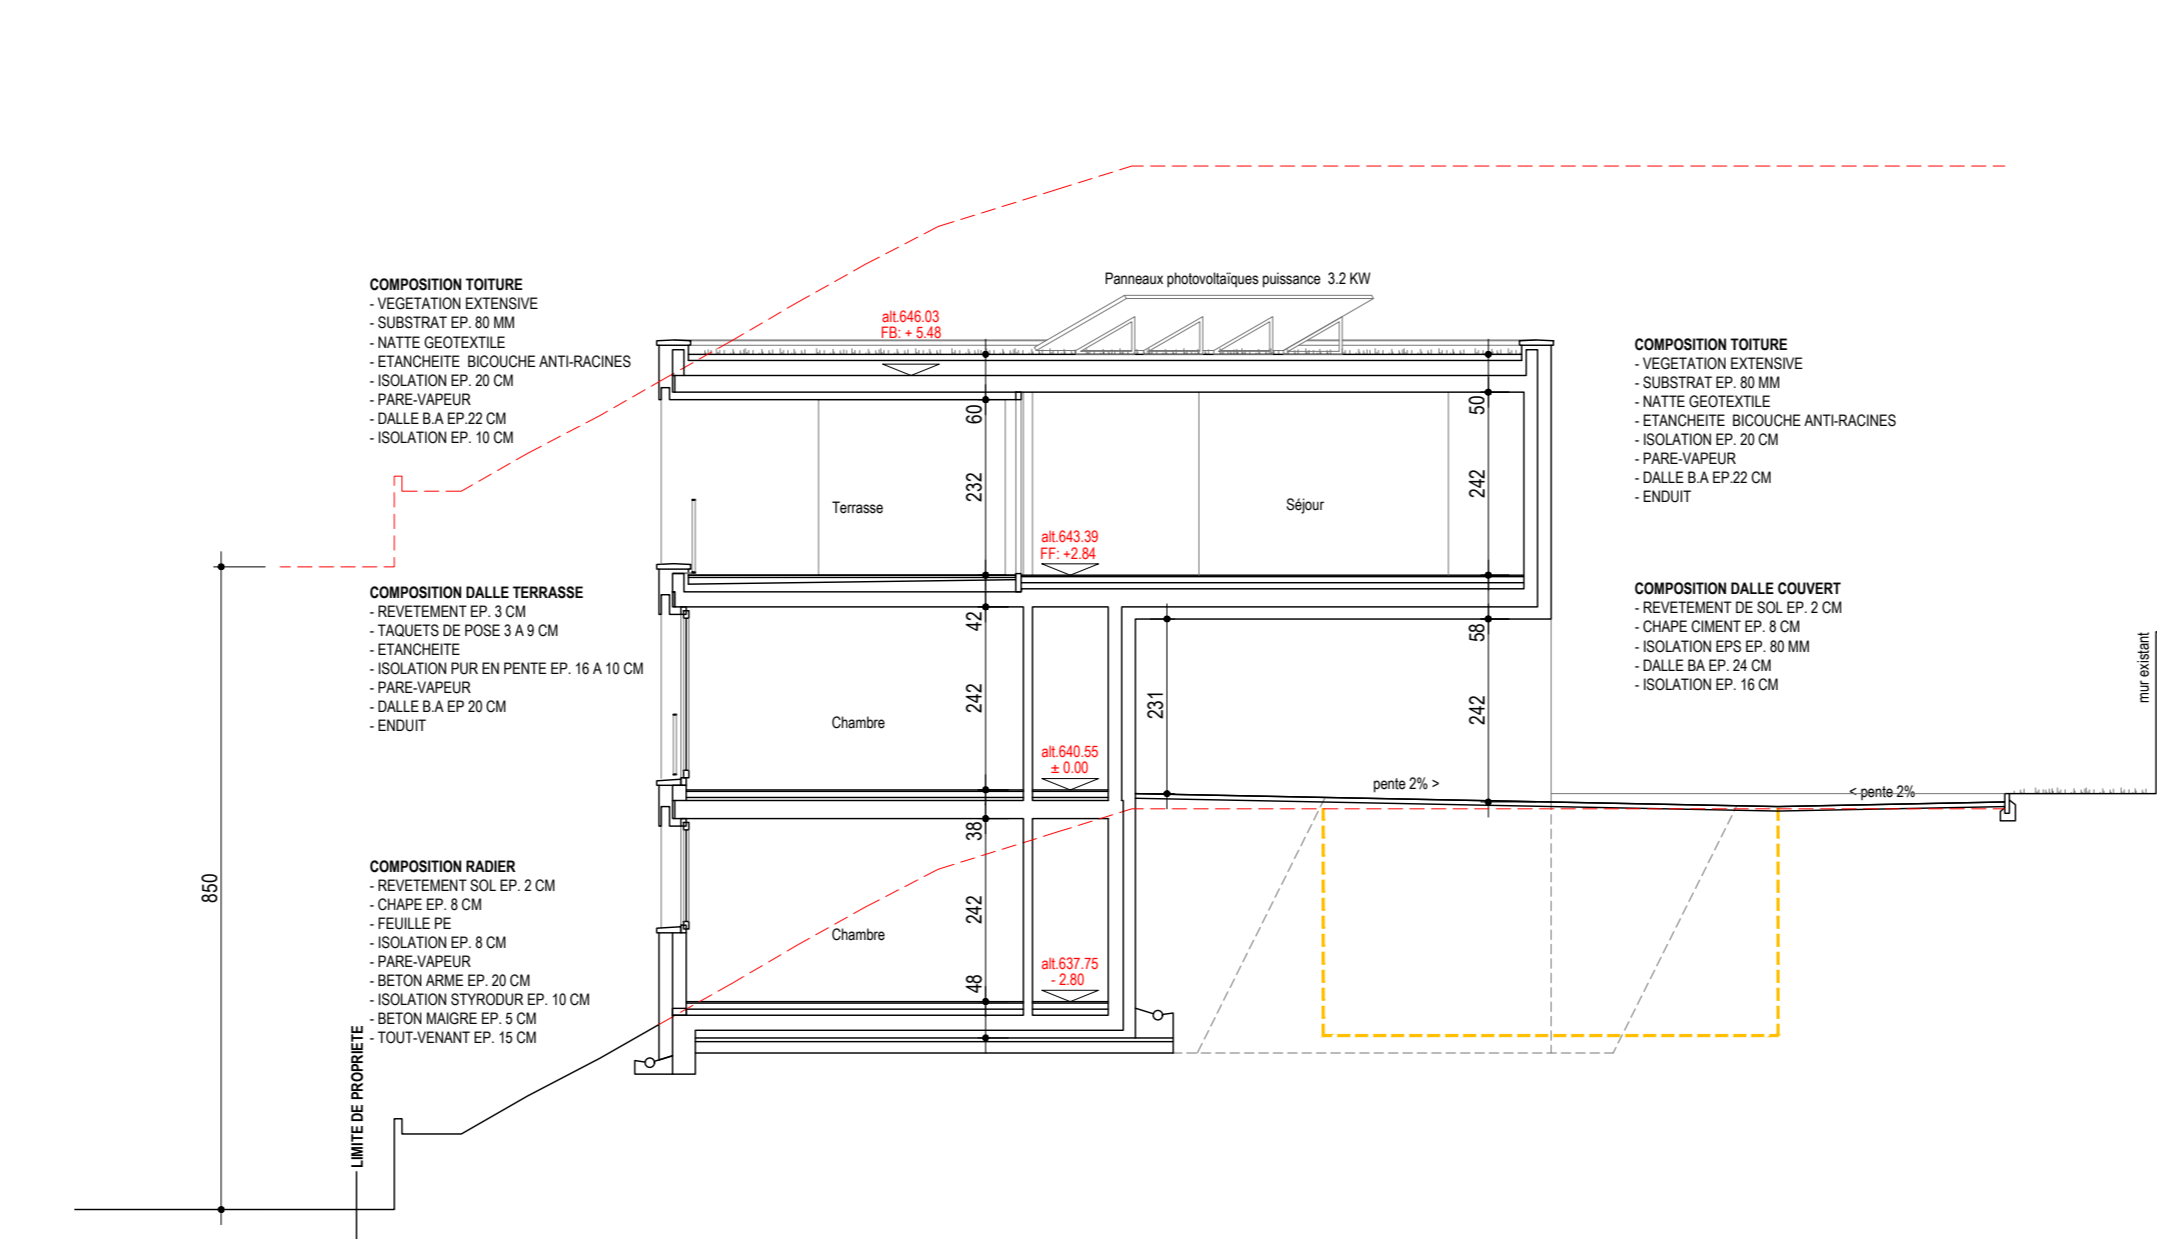 Panneaux photovoltaïques puissance 3.2 KW
COMPOSITION TOITURE
- VEGETATION EXTENSIVE
- SUBSTRAT EP. 80 MM
- NATTE GEOTEXTILE
- ETANCHEITE BICOUCHE ANTI-RACINES
- ISOLATION EP. 20 CM
- PARE-VAPEUR
- DALLE B.A EP.22 CM
- ISOLATION EP. 10 CM
alt.646.03
FB: + 5.48
COMPOSITION TOITURE
- VEGETATION EXTENSIVE
- SUBSTRAT EP. 80 MM
- NATTE GEOTEXTILE
- ETANCHEITE BICOUCHE ANTI-RACINES
- ISOLATION EP. 20 CM
- PARE-VAPEUR
- DALLE B.A EP.22 CM
- ENDUIT
60
50
232
242
Terrasse
Séjour
alt.643.39
FF: +2.84
COMPOSITION DALLE TERRASSE
- REVETEMENT EP. 3 CM
- TAQUETS DE POSE 3 A 9 CM
- ETANCHEITE
- ISOLATION PUR EN PENTE EP. 16 A 10 CM
- PARE-VAPEUR
- DALLE B.A EP 20 CM
- ENDUIT
COMPOSITION DALLE COUVERT
- REVETEMENT DE SOL EP. 2 CM
- CHAPE CIMENT EP. 8 CM
- ISOLATION EPS EP. 80 MM
- DALLE BA EP. 24 CM
- ISOLATION EP. 16 CM
42
58
242
231
242
Chambre
mur existant
alt.640.55
± 0.00
pente 2% >
< pente 2%
38
850
COMPOSITION RADIER
- REVETEMENT SOL EP. 2 CM
- CHAPE EP. 8 CM
- FEUILLE PE
- ISOLATION EP. 8 CM
- PARE-VAPEUR
- BETON ARME EP. 20 CM
- ISOLATION STYRODUR EP. 10 CM
- BETON MAIGRE EP. 5 CM
- TOUT-VENANT EP. 15 CM
242
Chambre
alt.637.75
- 2.80
48
LIMITE DE PROPRIETE